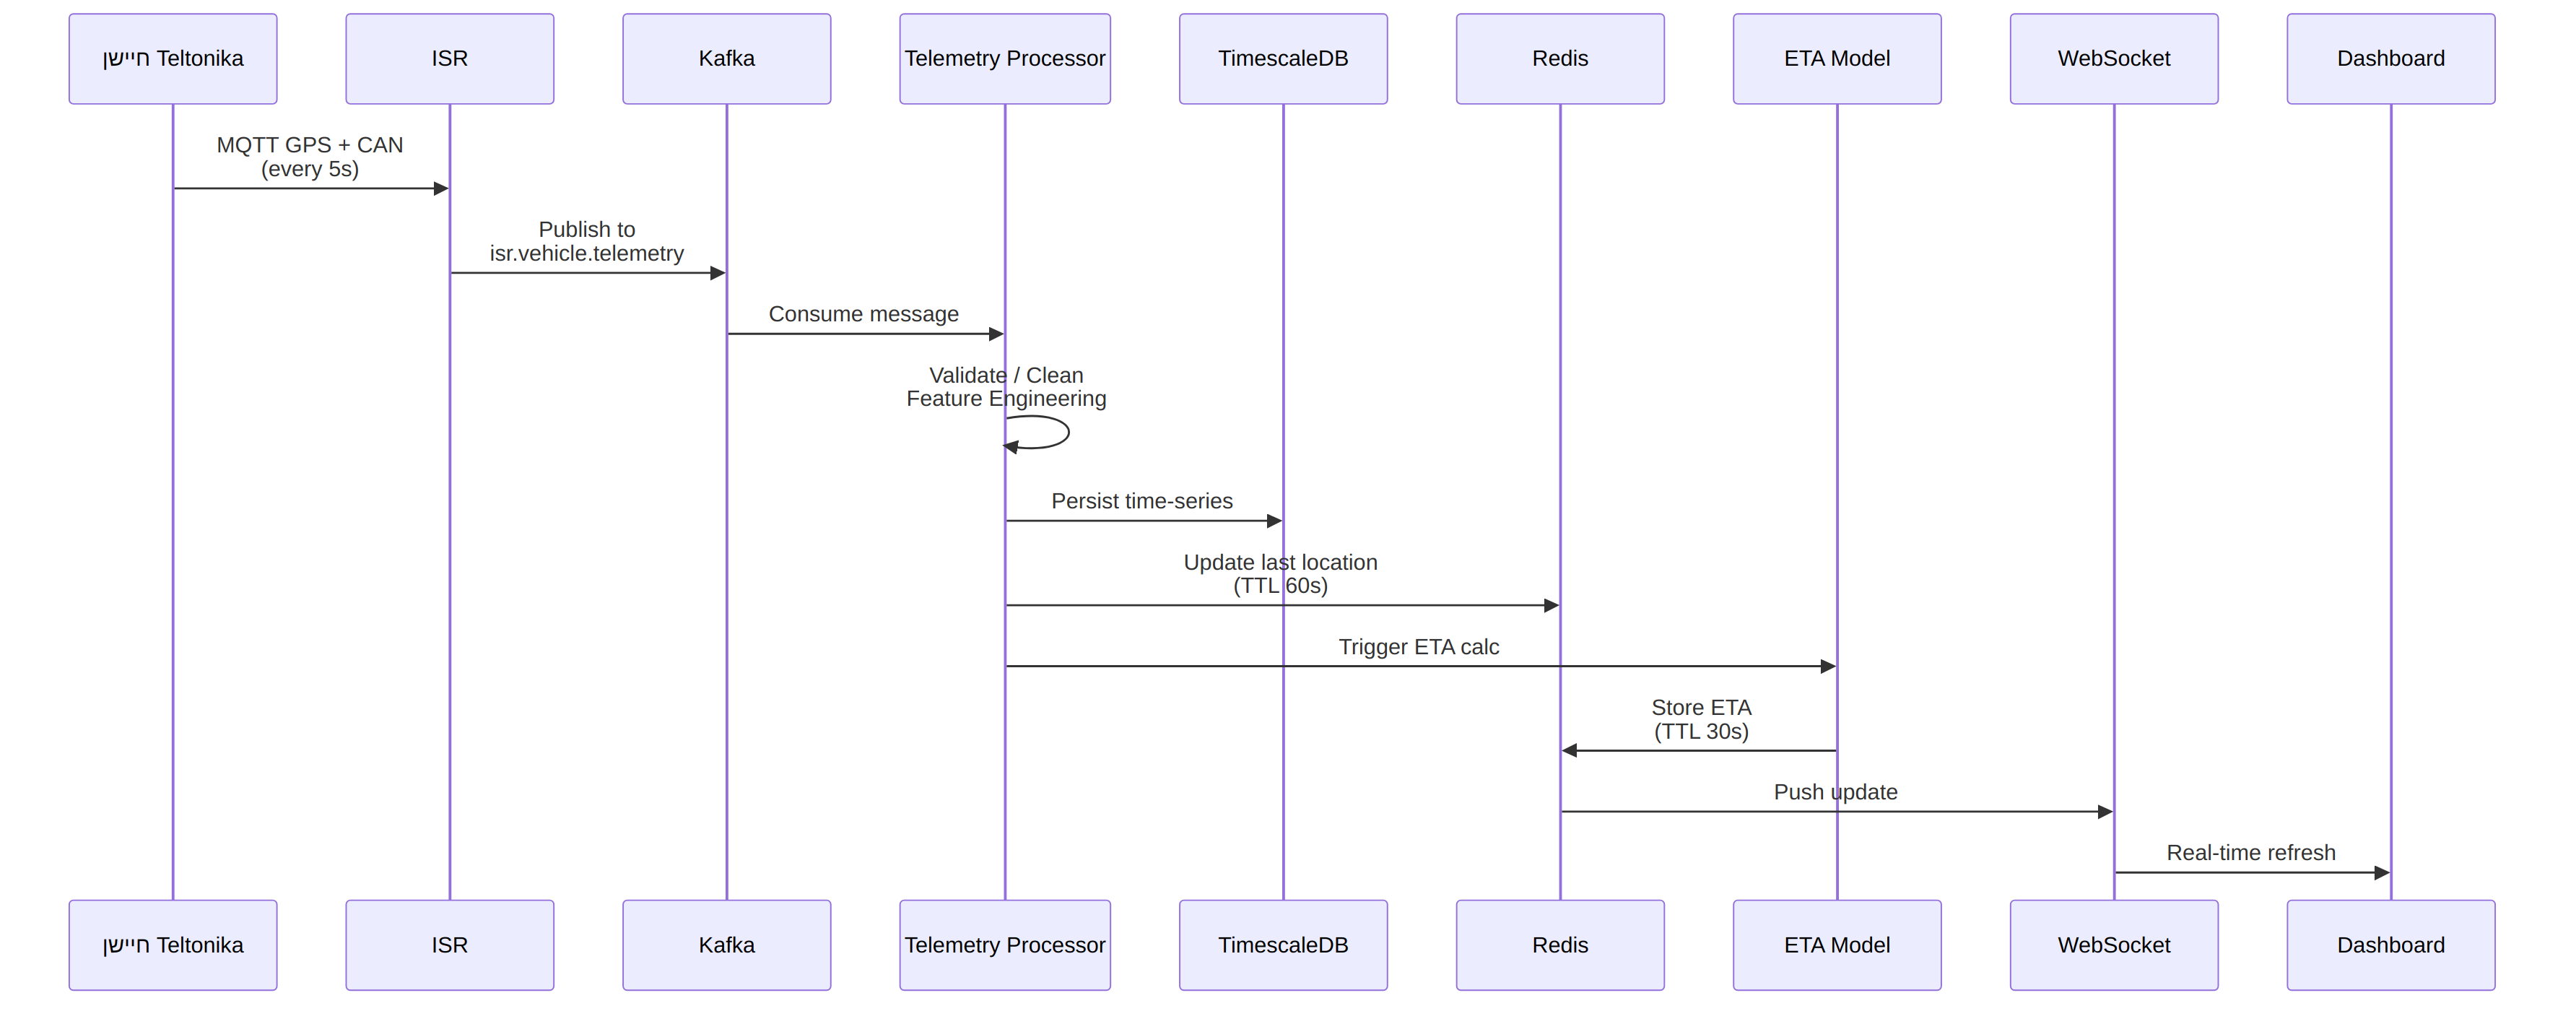 חיישן Teltonika
ISR
Kafka
Telemetry Processor
TimescaleDB
Redis
ETA Model
WebSocket
Dashboard
MQTT GPS + CAN
(every 5s)
Publish to
isr.vehicle.telemetry
Consume message
Validate / Clean
Feature Engineering
Persist time-series
Update last location
(TTL 60s)
Trigger ETA calc
Store ETA
(TTL 30s)
Push update
Real-time refresh
חיישן Teltonika
ISR
Kafka
Telemetry Processor
TimescaleDB
Redis
ETA Model
WebSocket
Dashboard